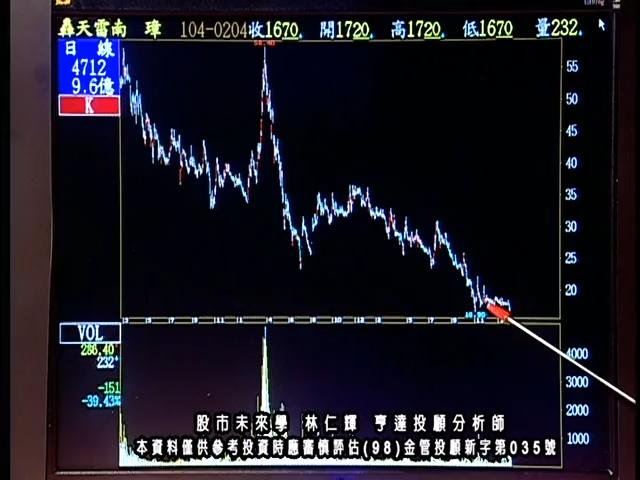 轟天雷南 璋 104-0204收1670. 開1720. 高1720. 低1670 量232.
日 線
4712
9.6億
K
55
50
45
40
35
30
25
20
VOL
286.40
232
-151
-39.43%
4000
3000
2000
1000
股市未來學 林仁輝 亨達投顧分析師
本資料僅供參考投資時應審慎評估(98)金管投顧新字第035號